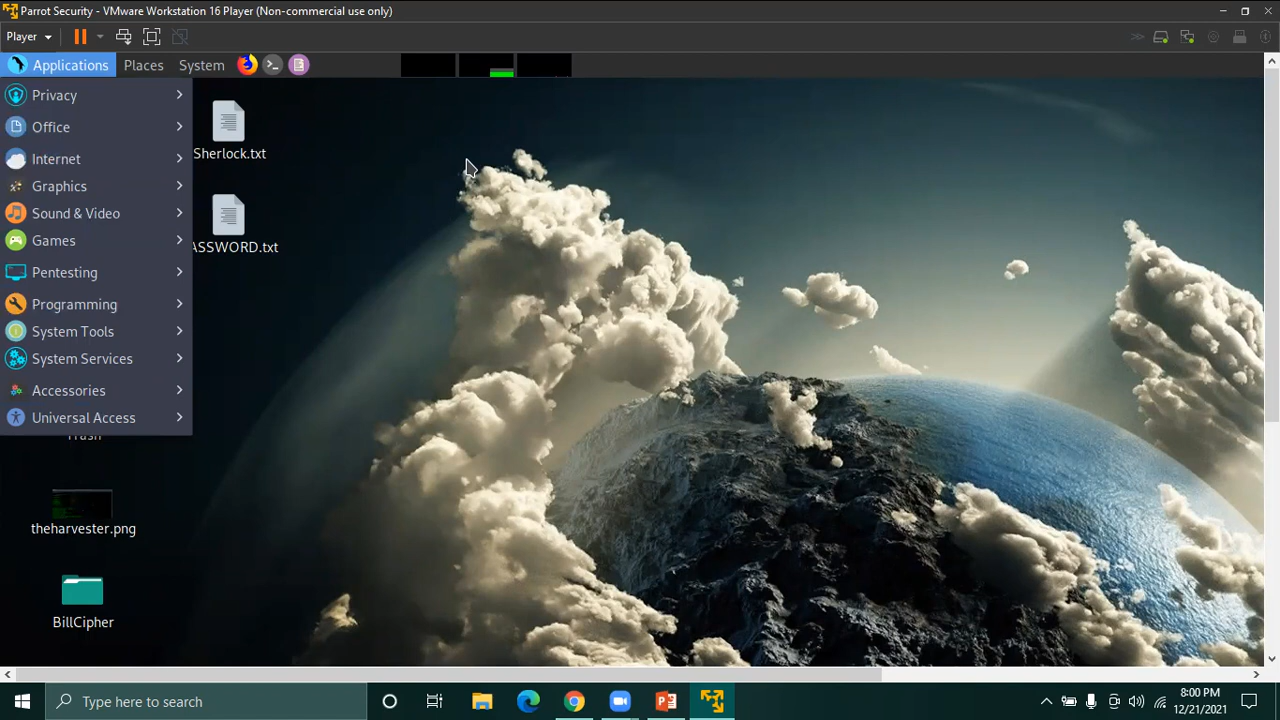 Parrot Security - VMware Workstation 16 Player (Non-commercial use only)
Player
Applications Places System
Privacy
Office
Internet
Graphics
Sound & Video
Games
Pentesting
Programming
System Tools
System Services
Accessories
Universal Access
Sherlock.txt
ASSWORD.txt
Trash
theharvester.png
BillCipher
Type here to search
8:00 PM
12/21/2021